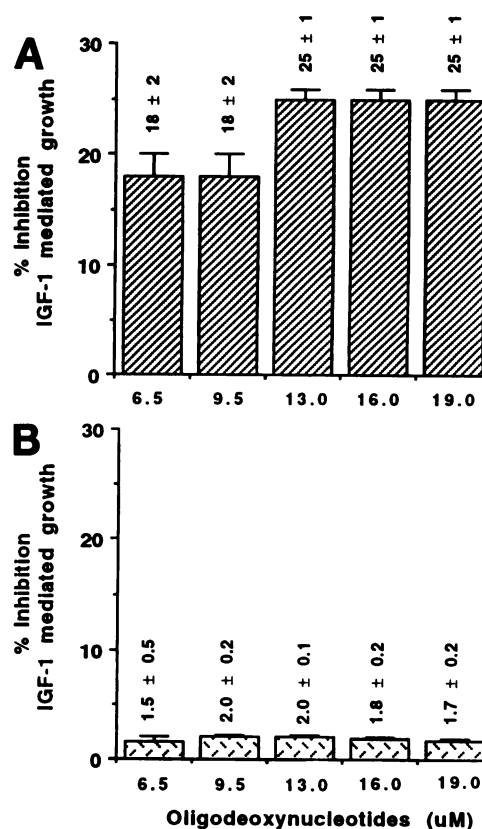 A
% Inhibition
IGF-1 mediated growth
30
20
10
0
18 ± 2
18 ± 2
25 ± 1
25 ± 1
25 ± 1
6.5 9.5 13.0 16.0 19.0
B
% Inhibition
IGF-1 mediated growth
30
20
10
0
1.5 ± 0.5
2.0 ± 0.2
2.0 ± 0.1
1.8 ± 0.2
1.7 ± 0.2
6.5 9.5 13.0 16.0 19.0
Oligodeoxynucleotides (uM)